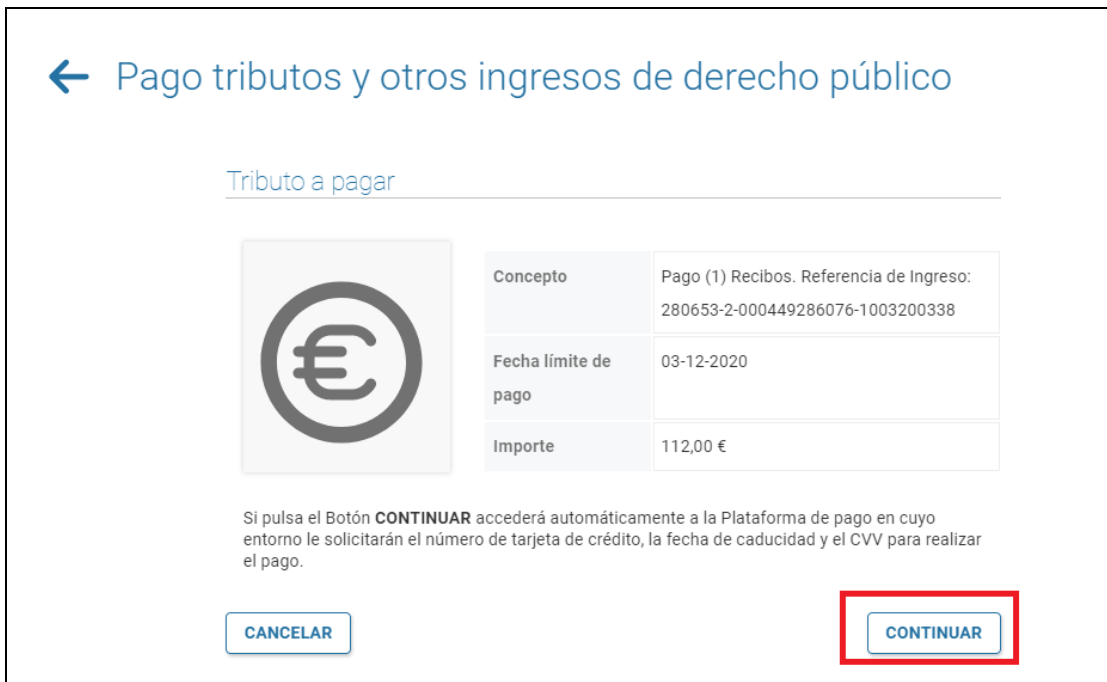 Pago tributos y otros ingresos de derecho público
Tributo a pagar
Concepto
Pago (1) Recibos. Referencia de Ingreso:
280653-2-000449286076-1003200338
Fecha límite de
pago
03-12-2020
Importe
112,00 €
Si pulsa el Botón CONTINUAR accederá automáticamente a la Plataforma de pago en cuyo
entorno le solicitarán el número de tarjeta de crédito, la fecha de caducidad y el CVV para realizar
el pago.
CANCELAR
CONTINUAR